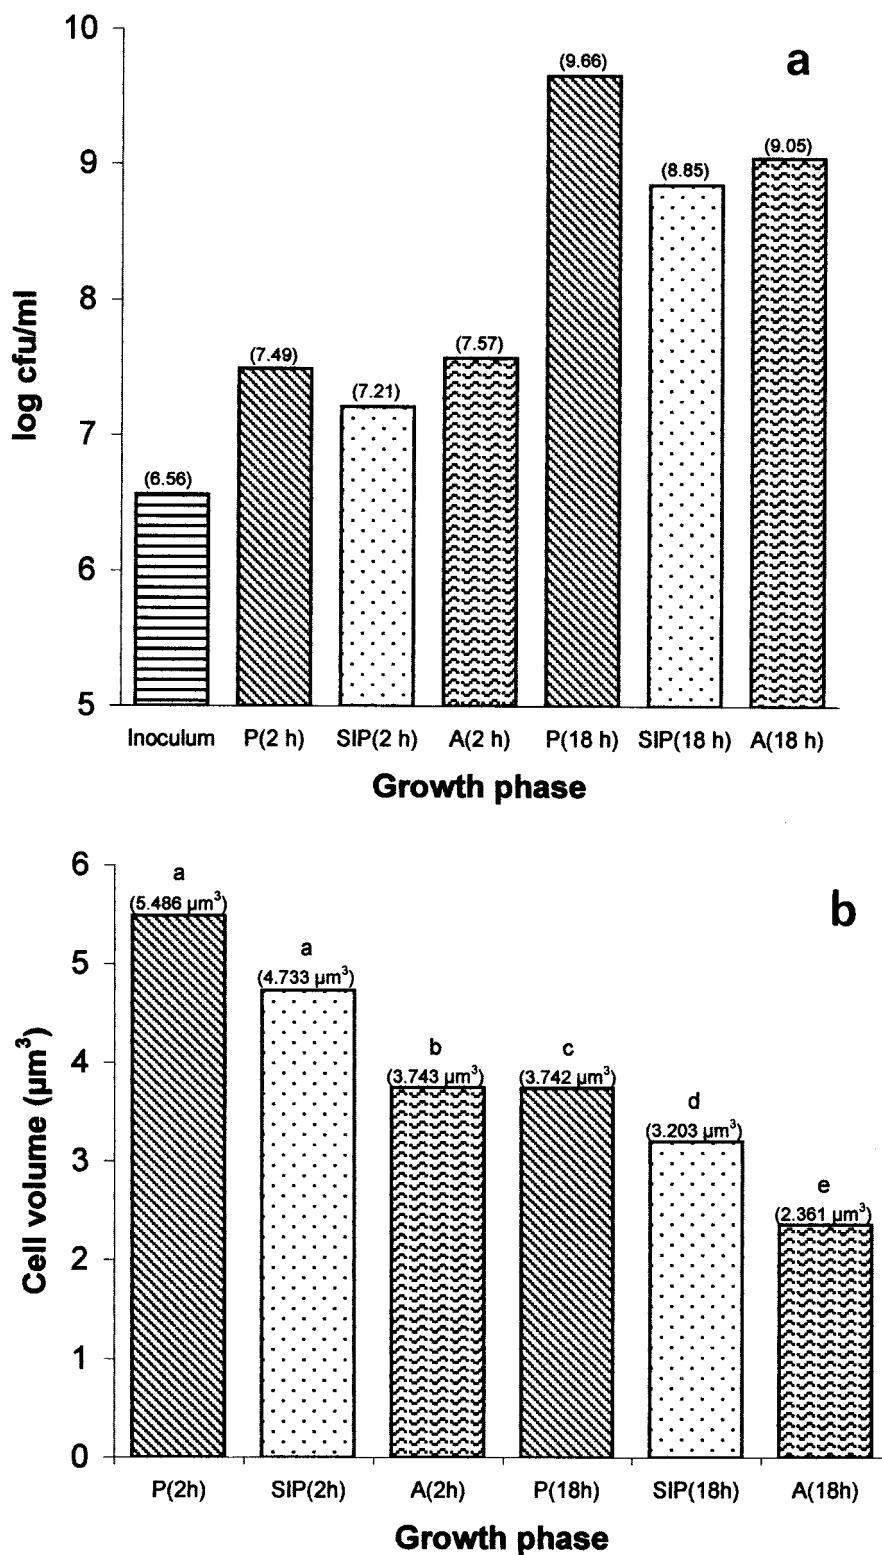 a
10
9
8
7
6
5
log cfu/ml
(6.56)
(7.49)
(7.21)
(7.57)
(9.66)
(8.85)
(9.05)
Inoculum P(2 h) SIP(2 h) A(2 h) P(18 h) SIP(18 h) A(18 h)
Growth phase
b
6
5
4
3
2
1
0
Cell volume (µm³)
a
(5.486 µm³)
a
(4.733 µm³)
b
(3.743 µm³)
c
(3.742 µm³)
d
(3.203 µm³)
e
(2.361 µm³)
P(2h) SIP(2h) A(2h) P(18h) SIP(18h) A(18h)
Growth phase